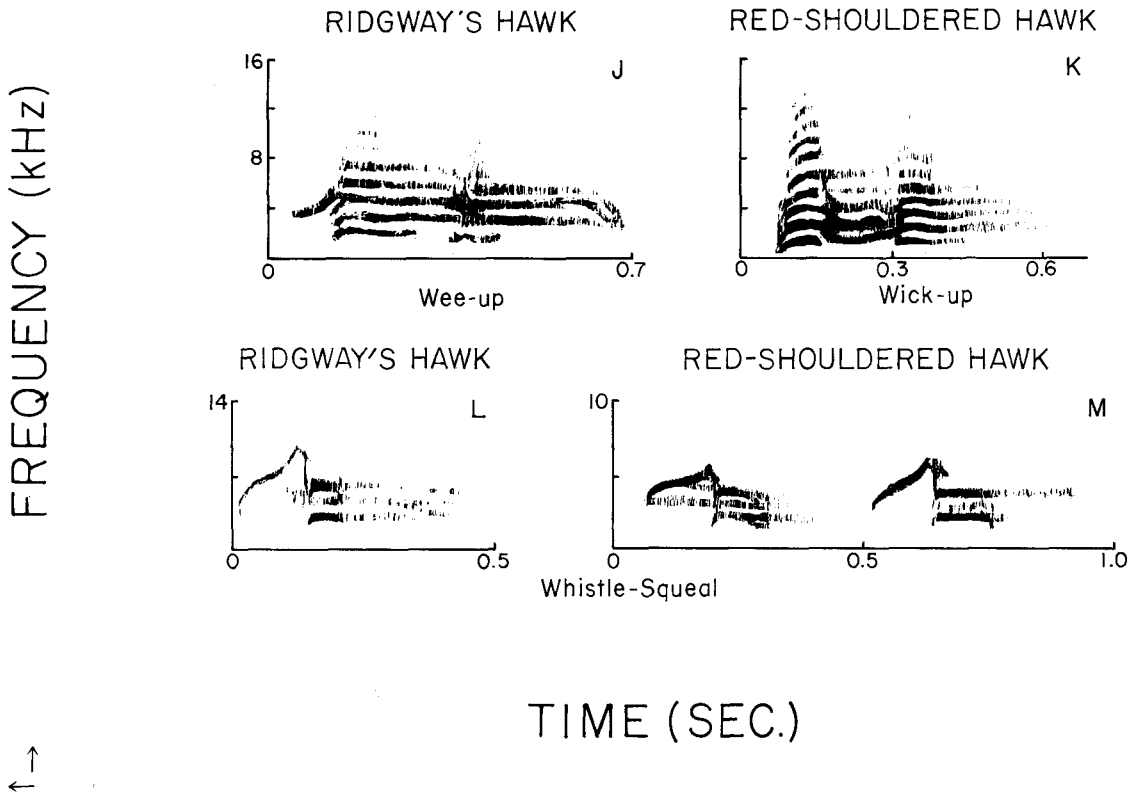 RIDGWAY'S HAWK RED-SHOULDERED HAWK
16 J K
8
0 0.7 0 0.3 0.6
Wee-up Wick-up
RIDGWAY'S HAWK RED-SHOULDERED HAWK
14 L 10 M
0 0.5 0 0.5 1.0
Whistle-Squeal
FREQUENCY (kHz)
TIME (SEC.)